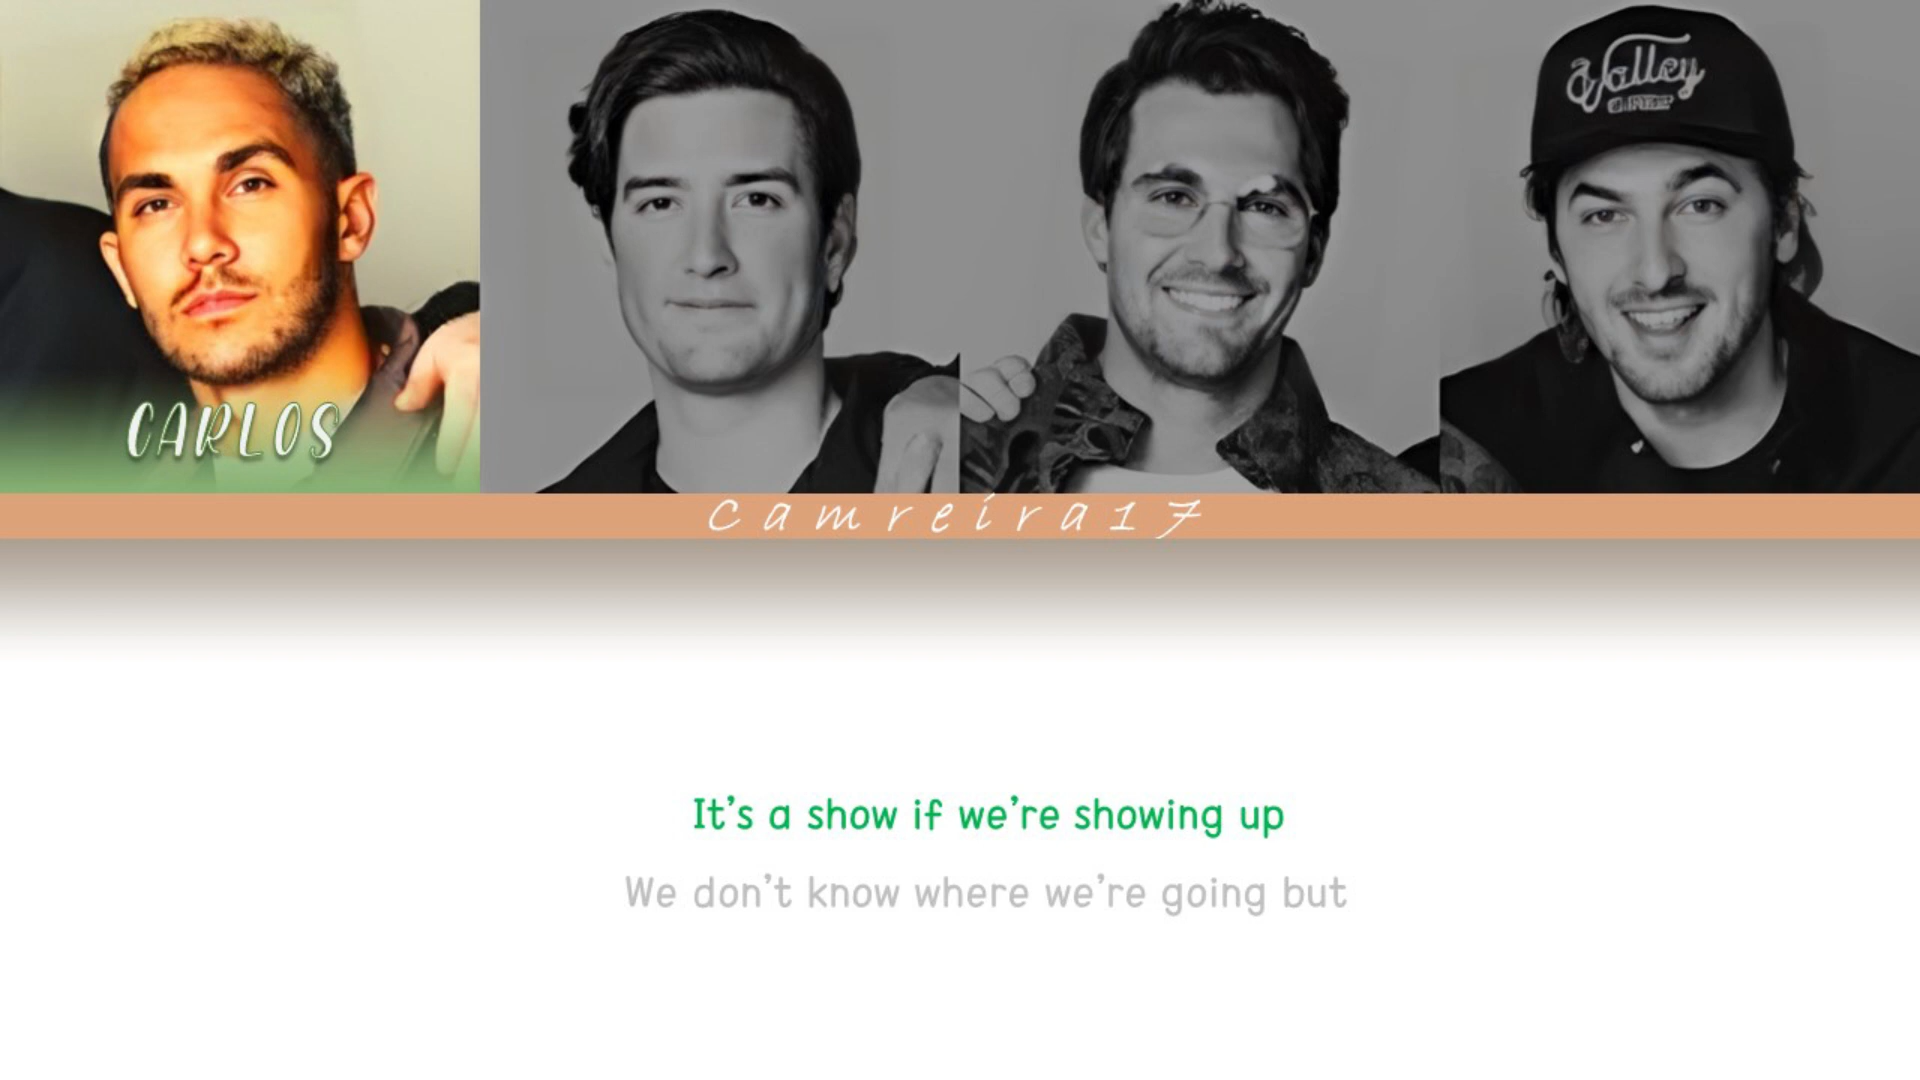 Valley
CARLOS
Camreira17
It's a show if we're showing up
We don't know where we're going but